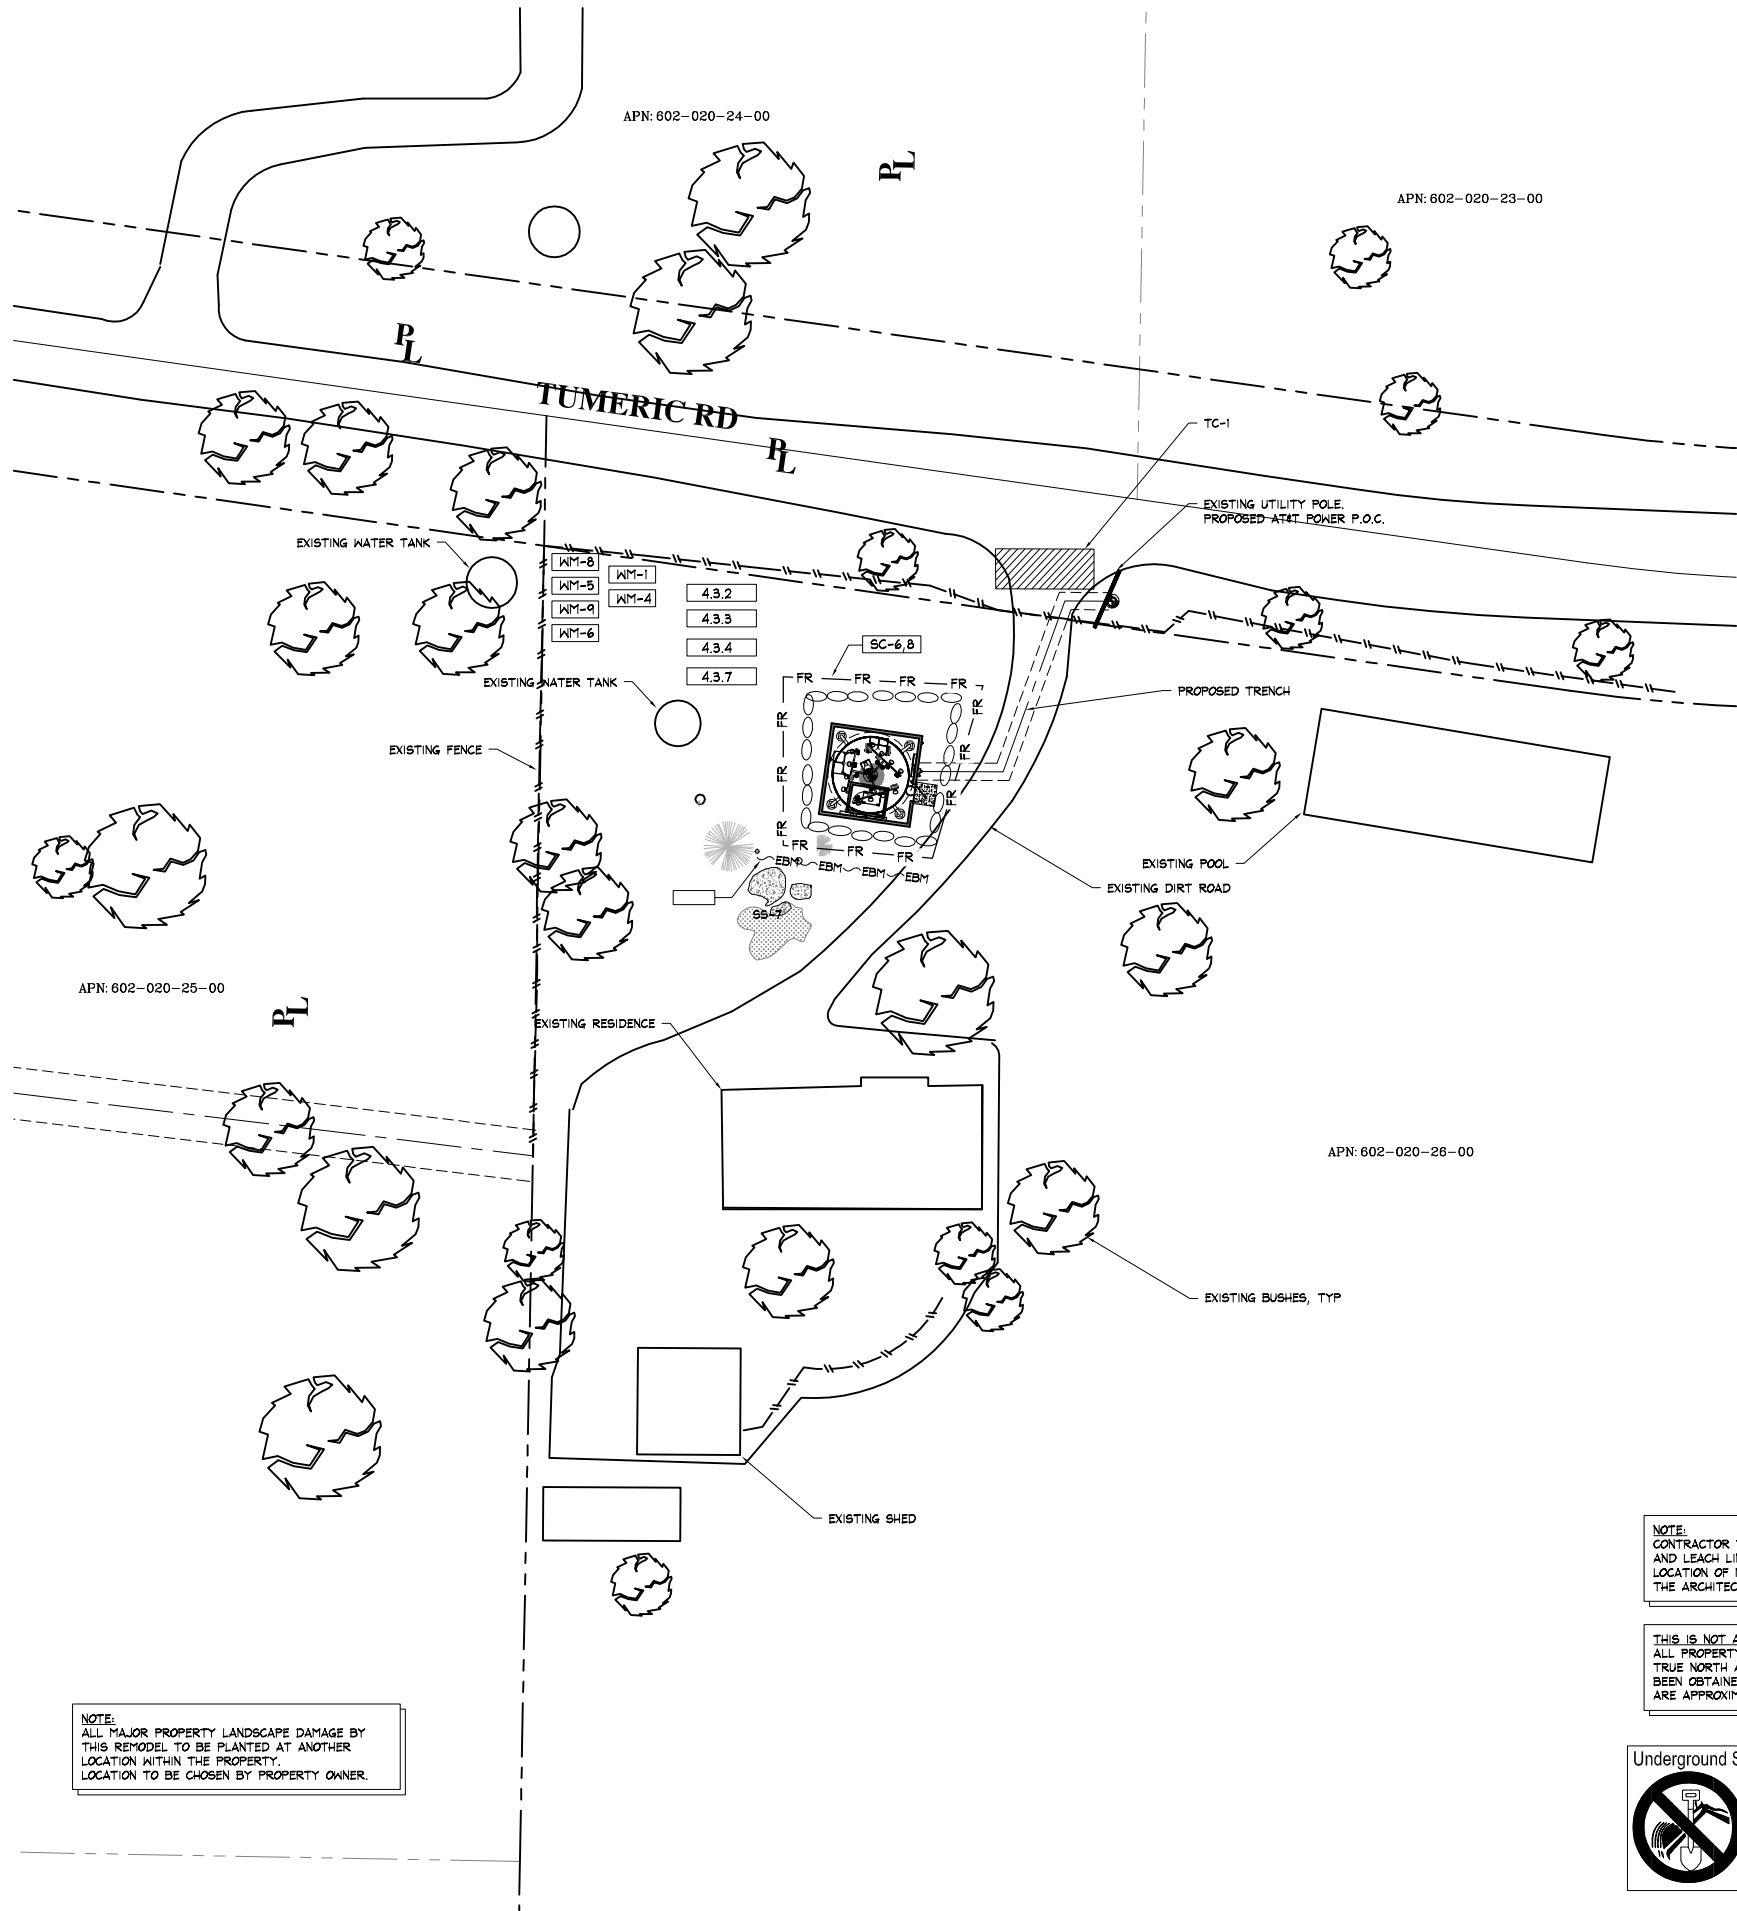 APN: 602-020-24-00
PL
APN: 602-020-23-00
PL
TUMERIC RD
PL
TC-1
EXISTING UTILITY POLE.
PROPOSED AT&T POWER P.O.C.
EXISTING WATER TANK
WM-8
WM-1
WM-5
WM-4
WM-9
WM-6
4.3.2
4.3.3
4.3.4
4.3.7
SC-6,8
EXISTING WATER TANK
FR FR FR FR
FR
FR
PROPOSED TRENCH
EXISTING FENCE
FR
FR
FR
FR
FR FR FR
EBM EBM EBM EBM
EXISTING POOL
EXISTING DIRT ROAD
SS-7
APN: 602-020-25-00
PL
EXISTING RESIDENCE
APN: 602-020-26-00
EXISTING BUSHES, TYP
EXISTING SHED
NOTE:
CONTRACTOR
AND LEACH
LOCATION OF
THE
THIS IS NOT
ALL
TRUE NORTH
BEEN
ARE
NOTE:
ALL MAJOR PROPERTY LANDSCAPE DAMAGE BY
THIS REMODEL TO BE PLANTED AT ANOTHER
LOCATION WITHIN THE PROPERTY.
LOCATION TO BE CHOSEN BY PROPERTY OWNER.
Underground